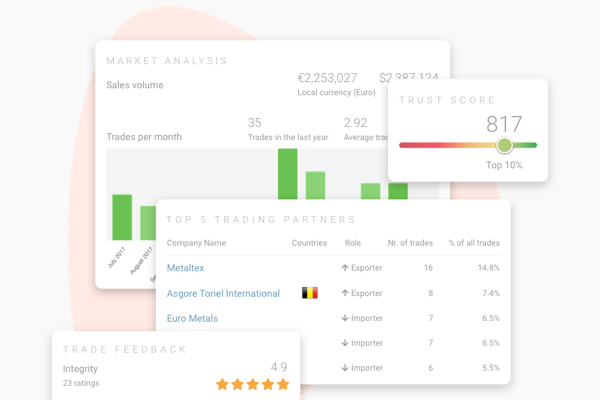 MARKET ANALYSIS
Sales volume
€2,253,027 $2,387,124
Local currency (Euro)
TRUST SCORE
817
Top 10%
35 2.92
Trades per month Trades in the last year Average
July 2017 August 2017
TOP 5 TRADING PARTNERS
Company Name Countries Role Nr. of trades % of all trades
Metaltex Exporter 16 14.8%
Asgore Toriel International Exporter 8 7.4%
Euro Metals Importer 7 6.5%
Importer 7 6.5%
Importer 6 5.5%
TRADE FEEDBACK
Integrity 4.9
23 ratings